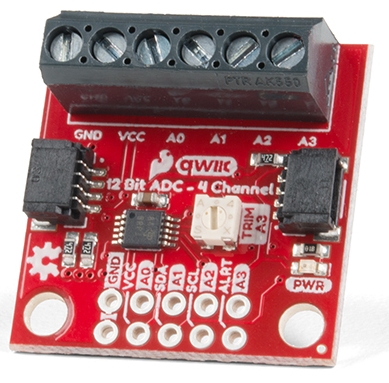 PTR AK550
GND VCC A0 A1 A2 A3
qwiic
12 Bit ADC - 4 Channel
TRIM
A3
GND VCC A0 SDA A1 SCL A2 ALRT A3
PWR